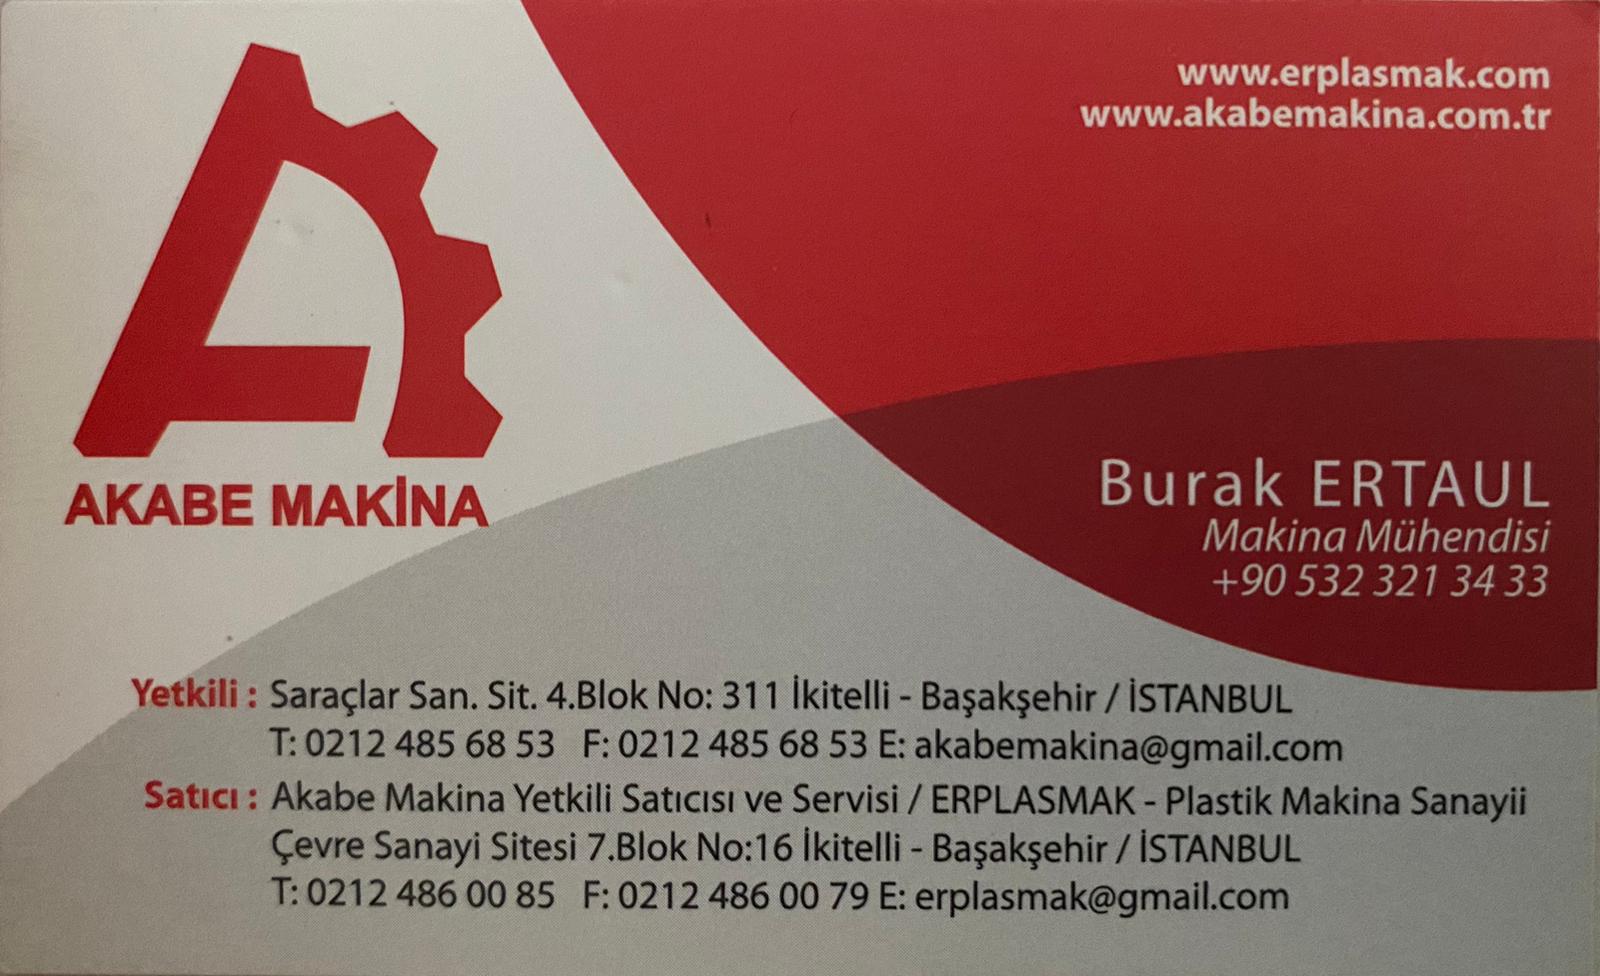 www.erplasmak.com
www.akabemakina.com.tr
AKABE MAKİNA
Burak ERTAUL
Makina Mühendisi
+90 532 321 34 33
Yetkili : Saraçlar San. Sit. 4.Blok No: 311 İkitelli - Başakşehir / İSTANBUL
T: 0212 485 68 53 F: 0212 485 68 53 E: akabemakina@gmail.com
Satıcı : Akabe Makina Yetkili Satıcısı ve Servisi / ERPLASMAK - Plastik Makina Sanayii
Çevre Sanayi Sitesi 7.Blok No:16 İkitelli - Başakşehir / İSTANBUL
T: 0212 486 00 85 F: 0212 486 00 79 E: erplasmak@gmail.com